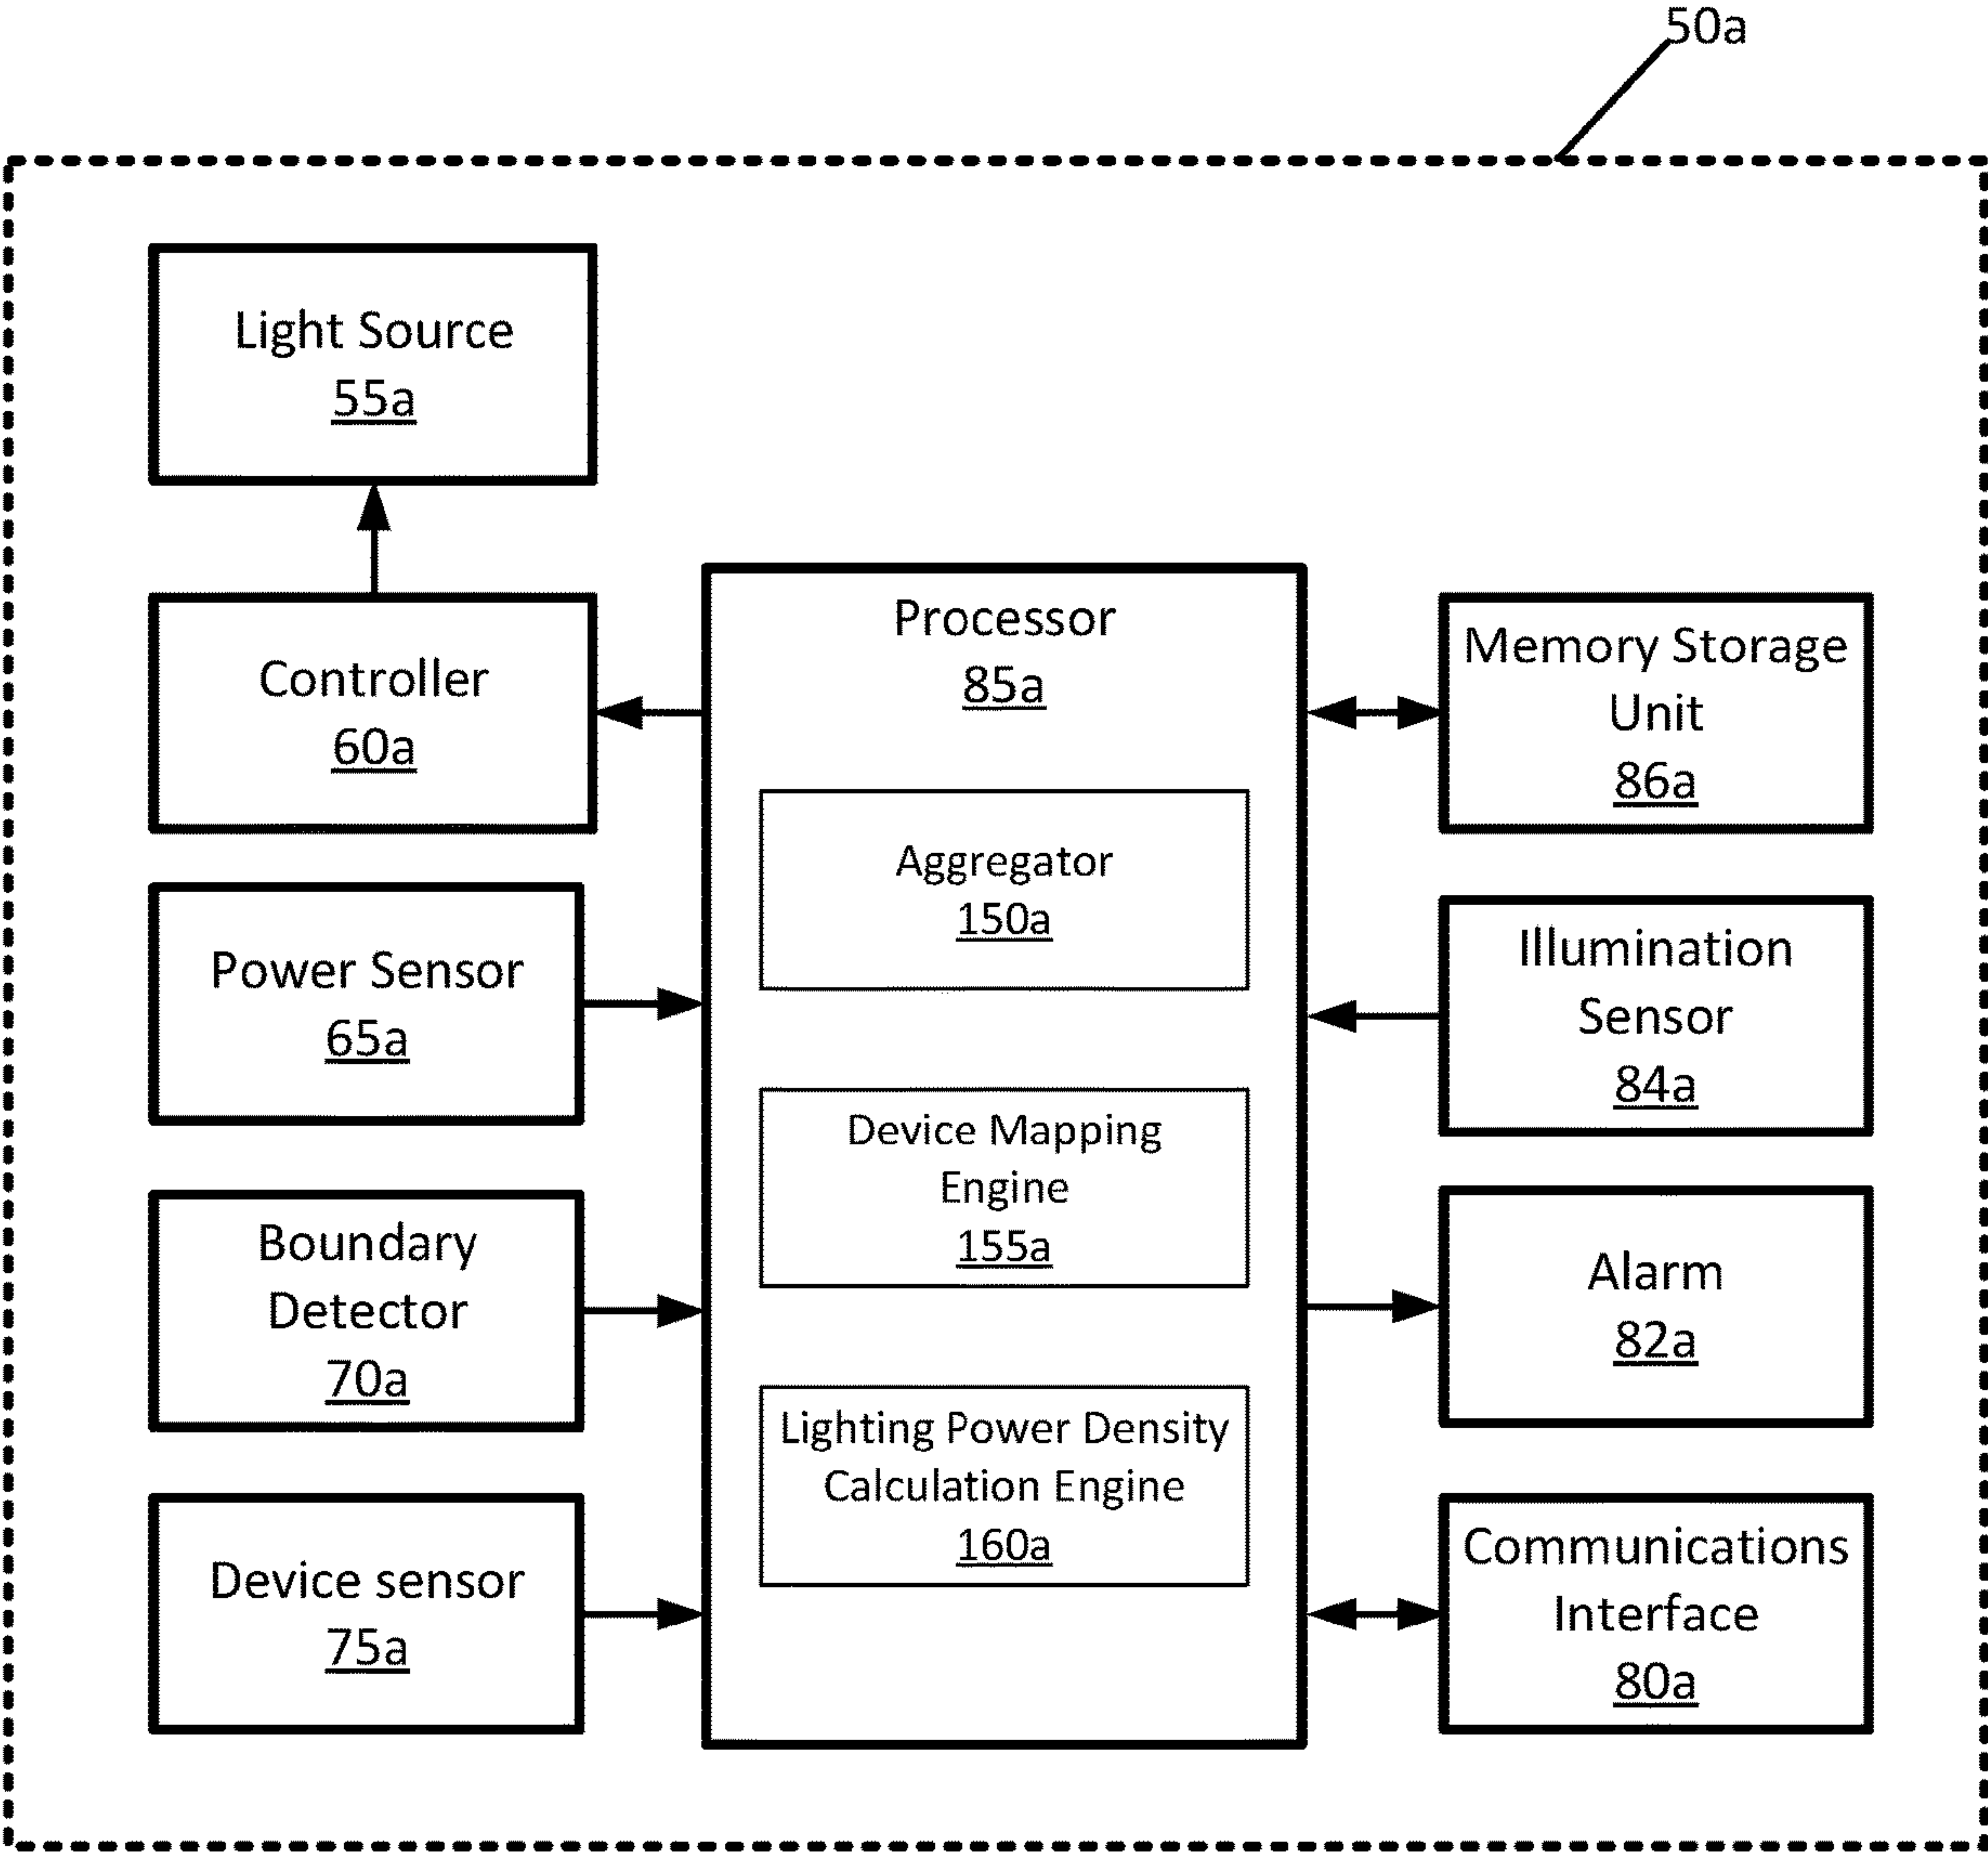 50a
Light Source
55a
Controller
60a
Power Sensor
65a
Boundary
Detector
70a
Device sensor
75a
Processor
85a
Aggregator
150a
Device Mapping
Engine
155a
Lighting Power Density
Calculation Engine
160a
Memory Storage
Unit
86a
Illumination
Sensor
84a
Alarm
82a
Communications
Interface
80a